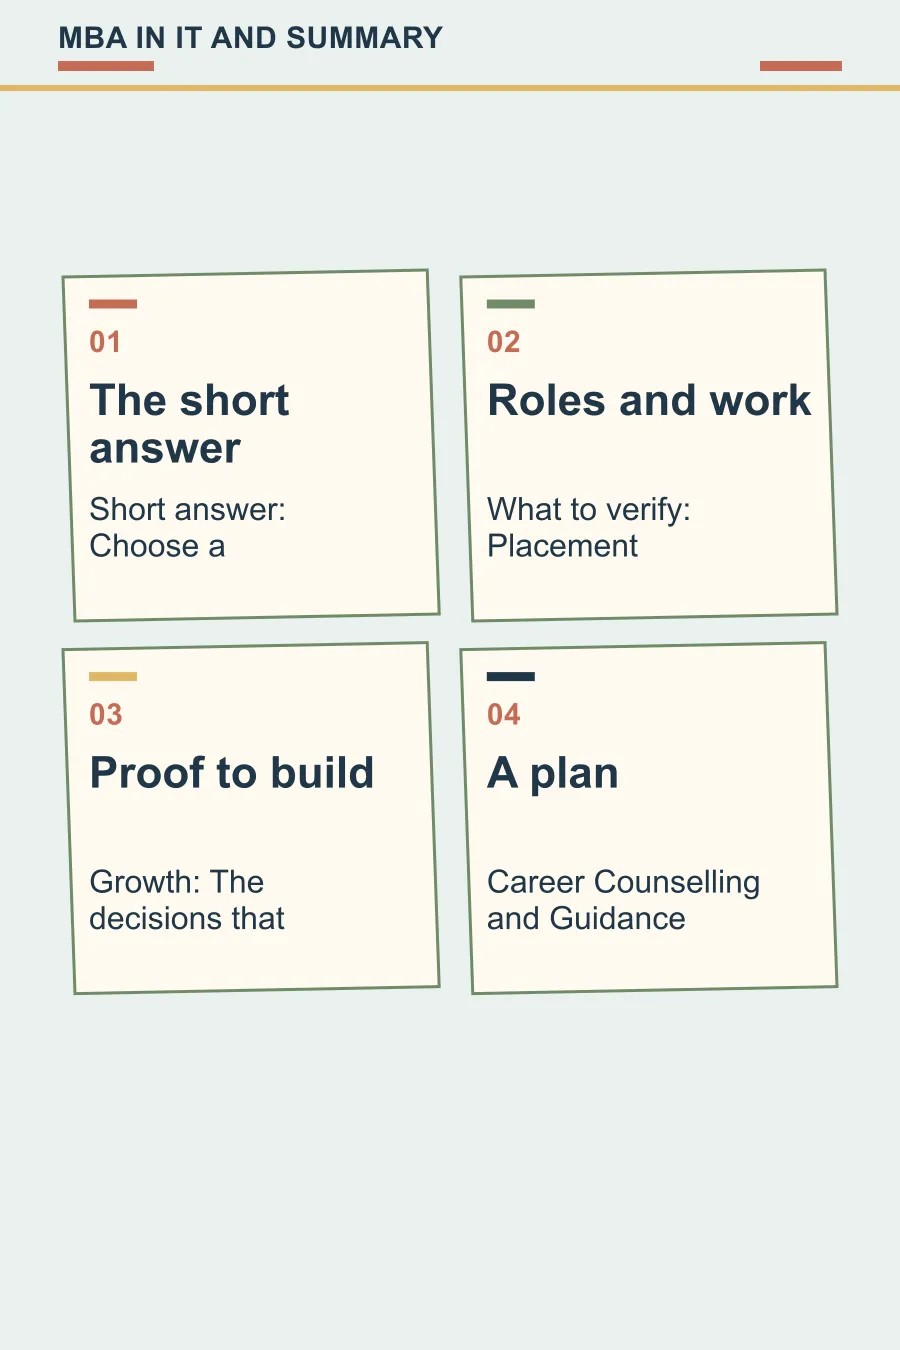 MBA IN IT AND SUMMARY
01
The short
answer
Short answer:
Choose a
02
Roles and work
What to verify:
Placement
03
Proof to build
Growth: The
decisions that
04
A plan
Career Counselling
and Guidance